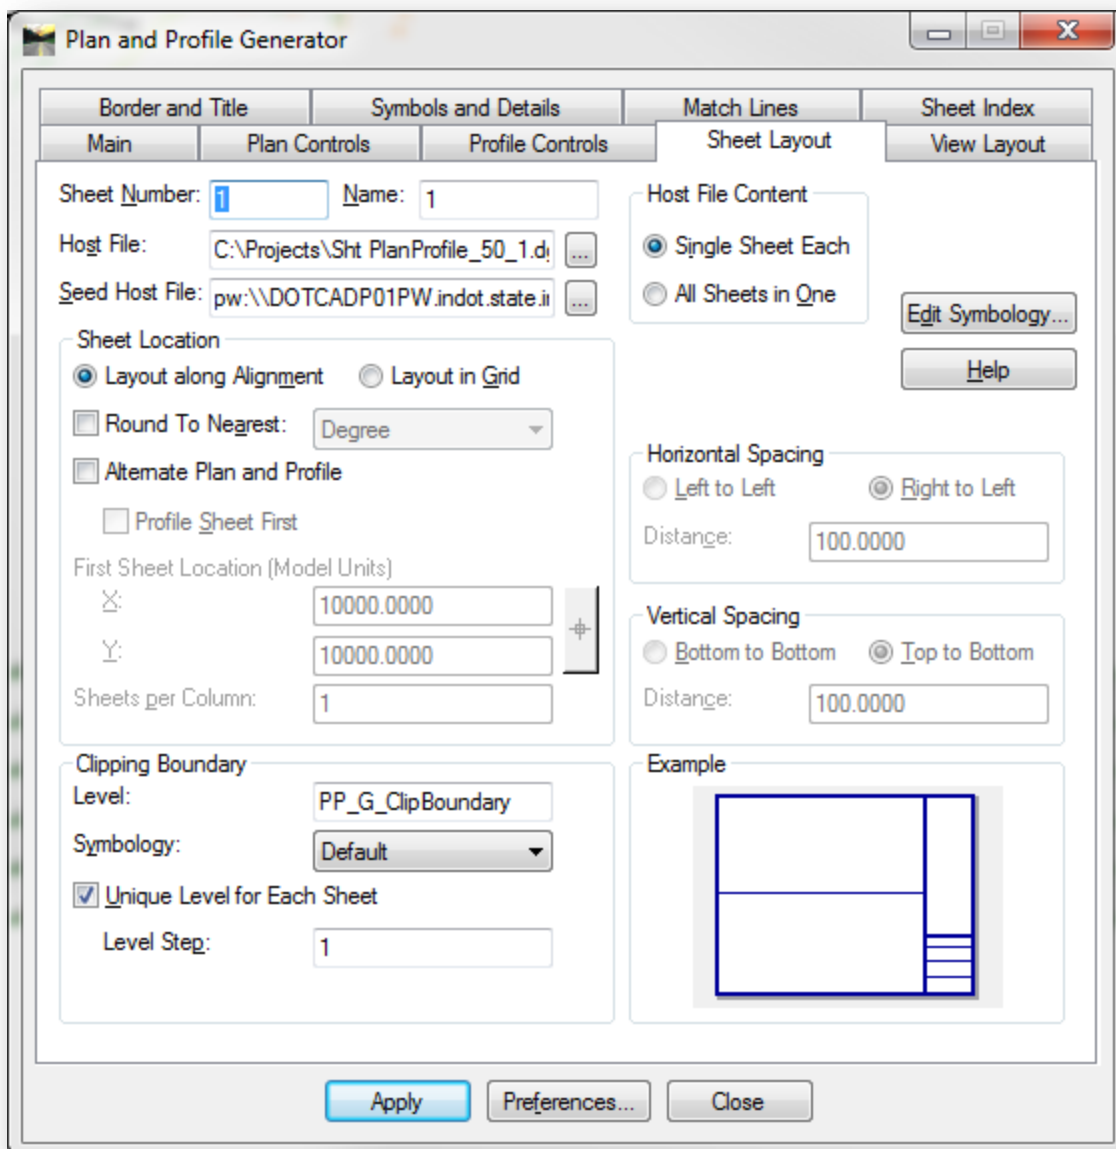 Plan and Profile Generator
Border and Title Symbols and Details Match Lines Sheet Index
Main Plan Controls Profile Controls Sheet Layout View Layout
Sheet Number: 1 Name: 1
Host File: C:\Projects\Sht PlanProfile_50_1.d
...
Seed Host File: pw:\\DOTCADP01PW.indot.state.i
...
Host File Content
Single Sheet Each
All Sheets in One
Edit Symbology...
Help
Sheet Location
Layout along Alignment Layout in Grid
Round To Nearest: Degree
Alternate Plan and Profile
Profile Sheet First
First Sheet Location (Model Units)
X: 10000.0000
Y: 10000.0000
Sheets per Column: 1
Horizontal Spacing
Left to Left Right to Left
Distance: 100.0000
Vertical Spacing
Bottom to Bottom Top to Bottom
Distance: 100.0000
Clipping Boundary
Level: PP_G_ClipBoundary
Symbology: Default
Unique Level for Each Sheet
Level Step: 1
Example
Apply Preferences... Close